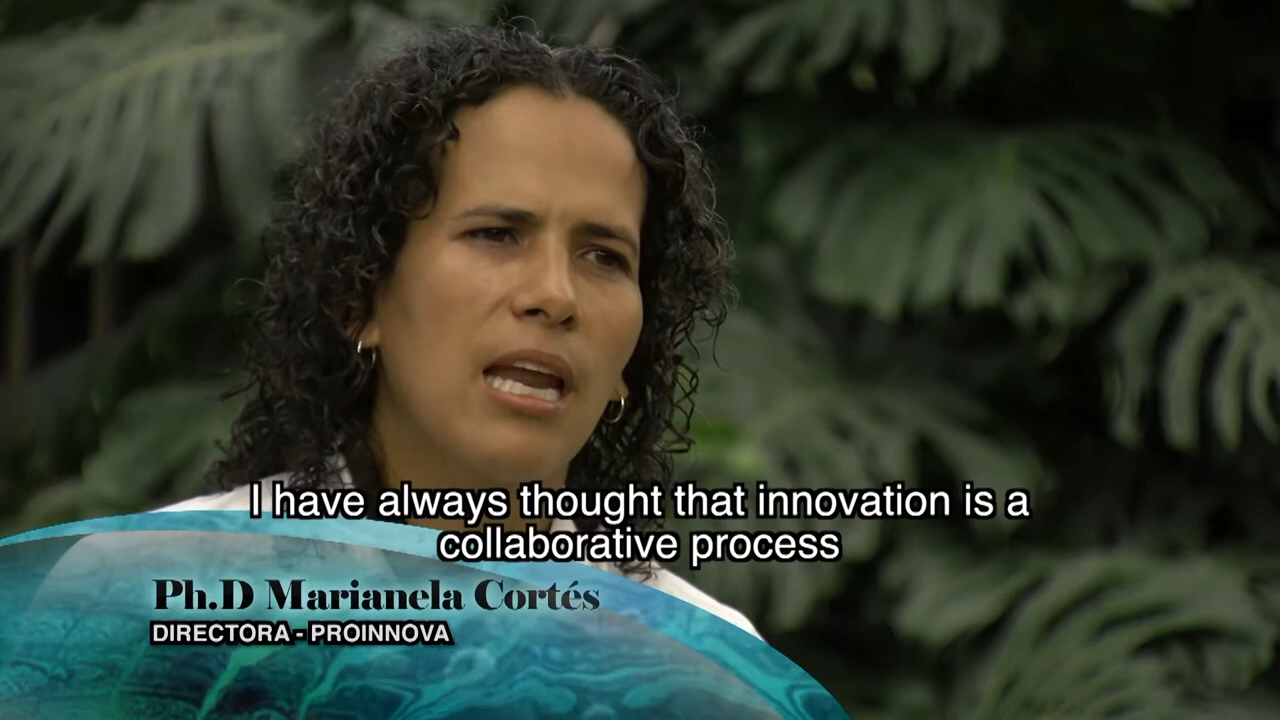 I have always thought that innovation is a
collaborative process
Ph.D Marianela Cortés
DIRECTORA - PROINNOVA